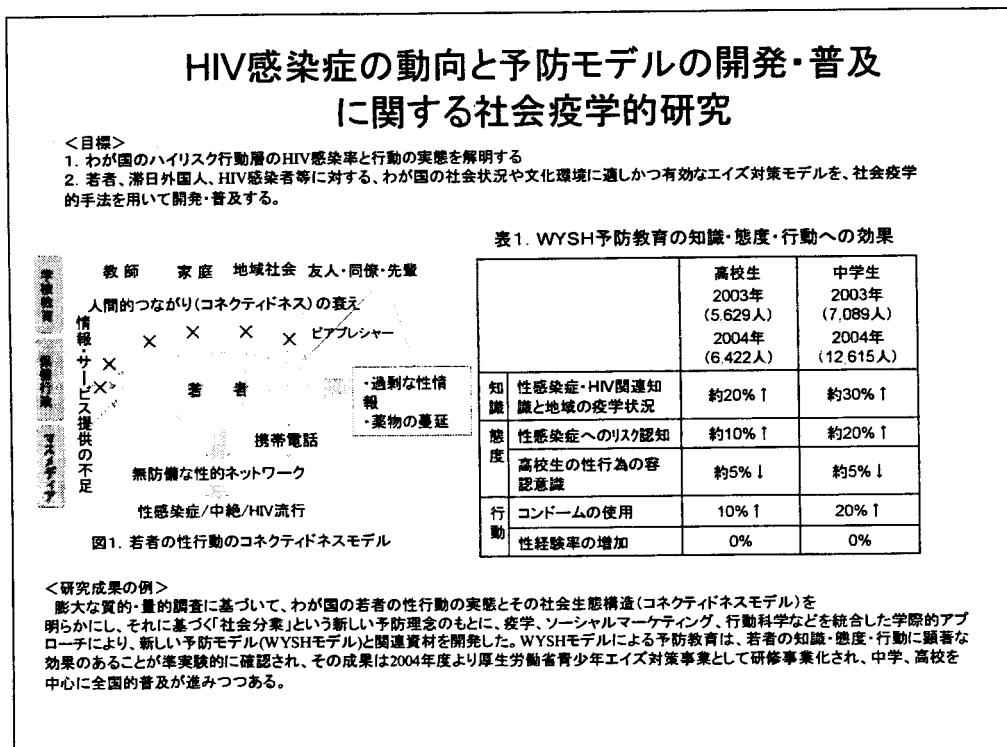 HIV感染症の動向と予防モデルの開発・普及
に関する社会疫学的研究
＜目標＞
1. わが国のハイリスク行動層のHIV感染率と行動の実態を解明する
2. 若者、滞日外国人、HIV感染者等に対する、わが国の社会状況や文化環境に適しかつ有効なエイズ対策モデルを、社会疫学
的手法を用いて開発・普及する。
学校教育
保健行政
マスメディア
情報・サービス提供の不足
教師 家庭 地域社会 友人・同僚・先輩
人間的つながり(コネクティドネス)の衰え
ピアプレシャー
若者
・過剰な性情
報
・薬物の蔓延
携帯電話
無防備な性的ネットワーク
性感染症/中絶/HIV流行
図1. 若者の性行動のコネクティドネスモデル
表1. WYSH予防教育の知識・態度・行動への効果
高校生 中学生
2003年 2003年
(5,629人) (7,089人)
2004年 2004年
(6,422人) (12,615人)
知識 性感染症・HIV関連知
識と地域の疫学状況 約20%↑ 約30%↑
態度 性感染症へのリスク認知 約10%↑ 約20%↑
高校生の性行為の容
認意識 約5%↓ 約5%↓
行動 コンドームの使用 10%↑ 20%↑
性経験率の増加 0% 0%
＜研究成果の例＞
膨大な質的・量的調査に基づいて、わが国の若者の性行動の実態とその社会生態構造(コネクティドネスモデル)を
明らかにし、それに基づく「社会分業」という新しい予防理念のもとに、疫学、ソーシャルマーケティング、行動科学などを統合した学際的アプ
ローチにより、新しい予防モデル(WYSHモデル)と関連資材を開発した。WYSHモデルによる予防教育は、若者の知識・態度・行動に顕著な
効果のあることが準実験的に確認され、その成果は2004年度より厚生労働省青少年エイズ対策事業として研修事業化され、中学、高校を
中心に全国的普及が進みつつある。